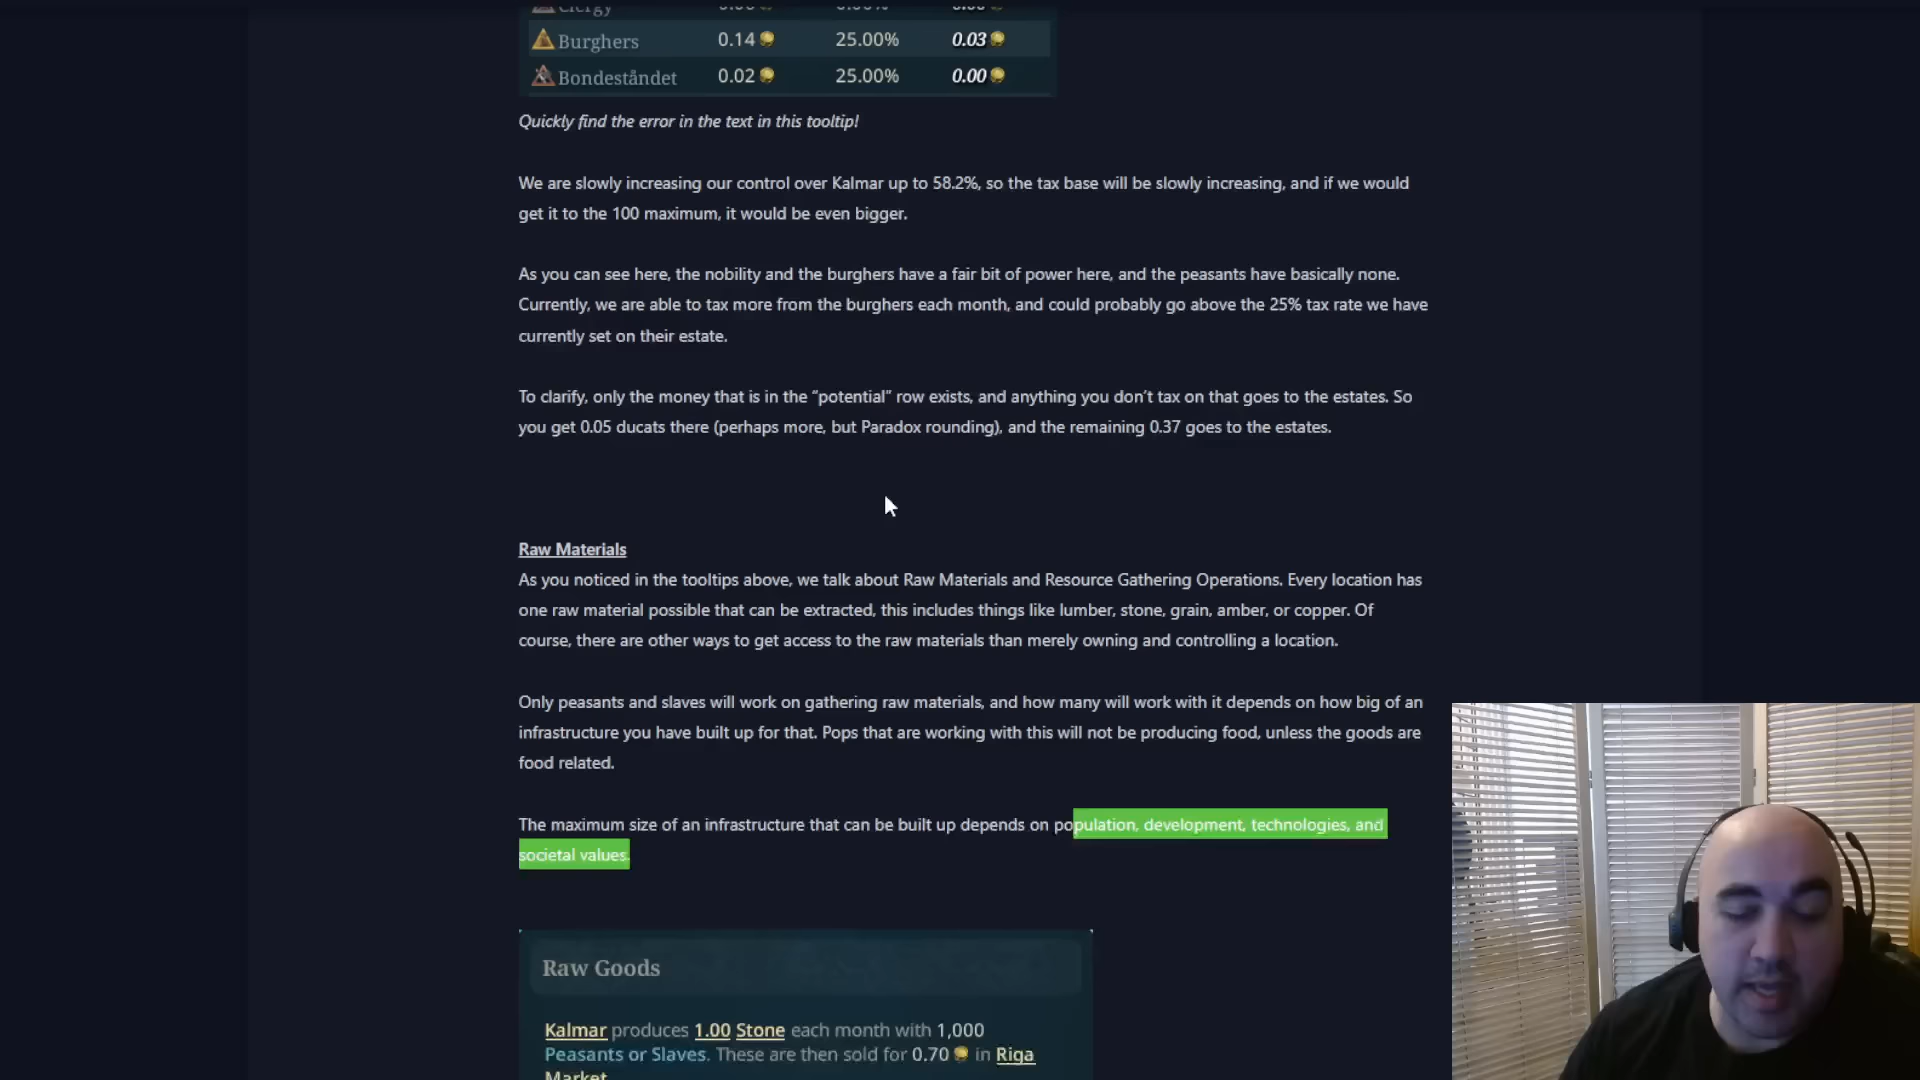 Clergy
Burghers 0.14 25.00% 0.03
Bondeståndet 0.02 25.00% 0.00
Quickly find the error in the text in this tooltip!
We are slowly increasing our control over Kalmar up to 58.2%, so the tax base will be slowly increasing, and if we would
get it to the 100 maximum, it would be even bigger.
As you can see here, the nobility and the burghers have a fair bit of power here, and the peasants have basically none.
Currently, we are able to tax more from the burghers each month, and could probably go above the 25% tax rate we have
currently set on their estate.
To clarify, only the money that is in the “potential” row exists, and anything you don’t tax on that goes to the estates. So
you get 0.05 ducats there (perhaps more, but Paradox rounding), and the remaining 0.37 goes to the estates.
Raw Materials
As you noticed in the tooltips above, we talk about Raw Materials and Resource Gathering Operations. Every location has
one raw material possible that can be extracted, this includes things like lumber, stone, grain, amber, or copper. Of
course, there are other ways to get access to the raw materials than merely owning and controlling a location.
Only peasants and slaves will work on gathering raw materials, and how many will work with it depends on how big of an
infrastructure you have built up for that. Pops that are working with this will not be producing food, unless the goods are
food related.
The maximum size of an infrastructure that can be built up depends on population, development, technologies, and
societal values.
Raw Goods
Kalmar produces 1.00 Stone each month with 1,000
Peasants or Slaves. These are then sold for 0.70 in Riga
Market